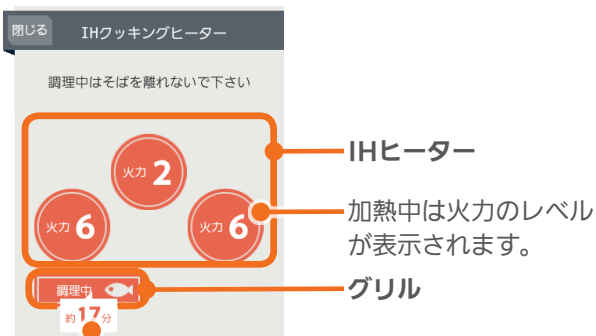 閉じる
IHクッキングヒーター
調理中はそばを離れないで下さい
火力 2
火力 6
火力 6
調理中
約17分
IHヒーター
加熱中は火力のレベル
が表示されます。
グリル